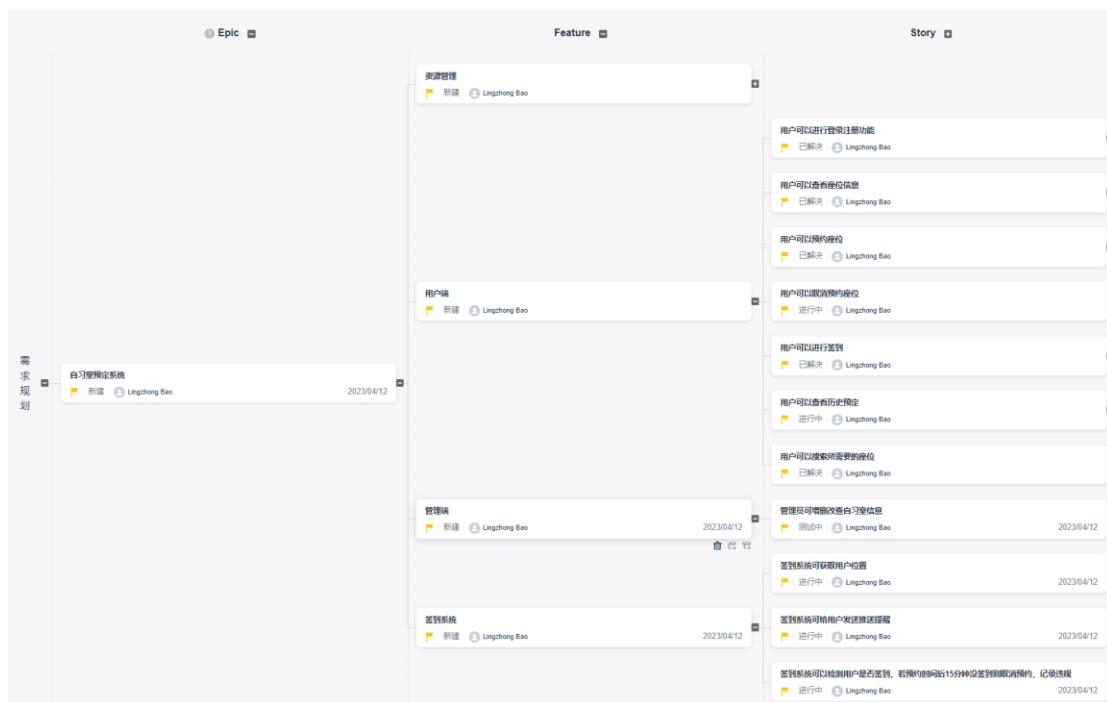 Epic
Feature
Story
资源管理
新建 Lingzhong Bao
用户可以进行登录注册功能
已解决 Lingzhong Bao
用户可以查看座位信息
已解决 Lingzhong Bao
用户可以预约座位
已解决 Lingzhong Bao
用户端
新建 Lingzhong Bao
用户可以取消预约座位
进行中 Lingzhong Bao
用户可以进行签到
已解决 Lingzhong Bao
需求规划
自习室预定系统
新建 Lingzhong Bao 2023/04/12
用户可以查看历史预定
进行中 Lingzhong Bao
用户可以搜索所需要的座位
已解决 Lingzhong Bao
管理端
新建 Lingzhong Bao 2023/04/12
管理员可增删改查自习室信息
测试中 Lingzhong Bao 2023/04/12
签到系统可获取用户位置
进行中 Lingzhong Bao 2023/04/12
签到系统
新建 Lingzhong Bao 2023/04/12
签到系统可给用户发送推送提醒
进行中 Lingzhong Bao 2023/04/12
签到系统可以检测用户是否签到，若预约时间后15分钟没签到则取消预约，记录违规
进行中 Lingzhong Bao 2023/04/12